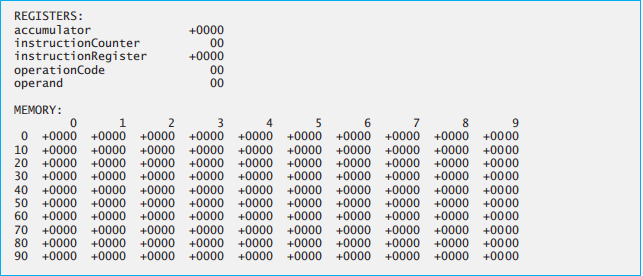 REGISTERS:
accumulator +0000
instructionCounter 00
instructionRegister +0000
operationCode 00
operand 00
MEMORY:
0 1 2 3 4 5 6 7 8 9
0 +0000 +0000 +0000 +0000 +0000 +0000 +0000 +0000 +0000 +0000
10 +0000 +0000 +0000 +0000 +0000 +0000 +0000 +0000 +0000 +0000
20 +0000 +0000 +0000 +0000 +0000 +0000 +0000 +0000 +0000 +0000
30 +0000 +0000 +0000 +0000 +0000 +0000 +0000 +0000 +0000 +0000
40 +0000 +0000 +0000 +0000 +0000 +0000 +0000 +0000 +0000 +0000
50 +0000 +0000 +0000 +0000 +0000 +0000 +0000 +0000 +0000 +0000
60 +0000 +0000 +0000 +0000 +0000 +0000 +0000 +0000 +0000 +0000
70 +0000 +0000 +0000 +0000 +0000 +0000 +0000 +0000 +0000 +0000
80 +0000 +0000 +0000 +0000 +0000 +0000 +0000 +0000 +0000 +0000
90 +0000 +0000 +0000 +0000 +0000 +0000 +0000 +0000 +0000 +0000